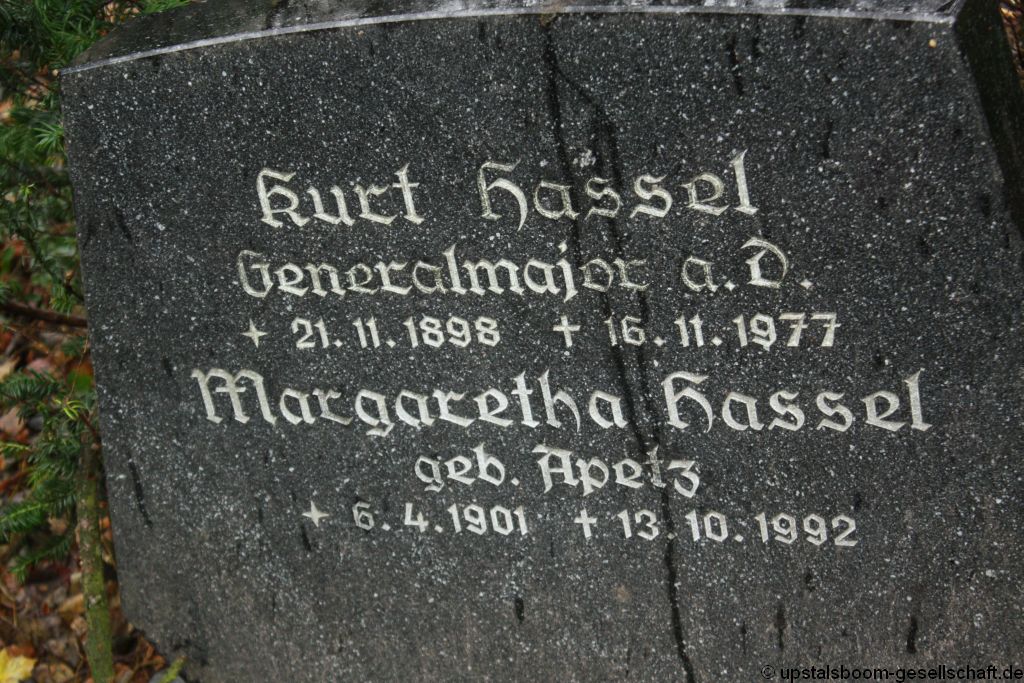 Kurt Hassel
Generalmajor a.D.
21.11.1898 † 16.11.1977
Margaretha Hassel
geb. Apetz
6.4.1901 † 13.10.1992
© upstalsboom-gesellschaft.de